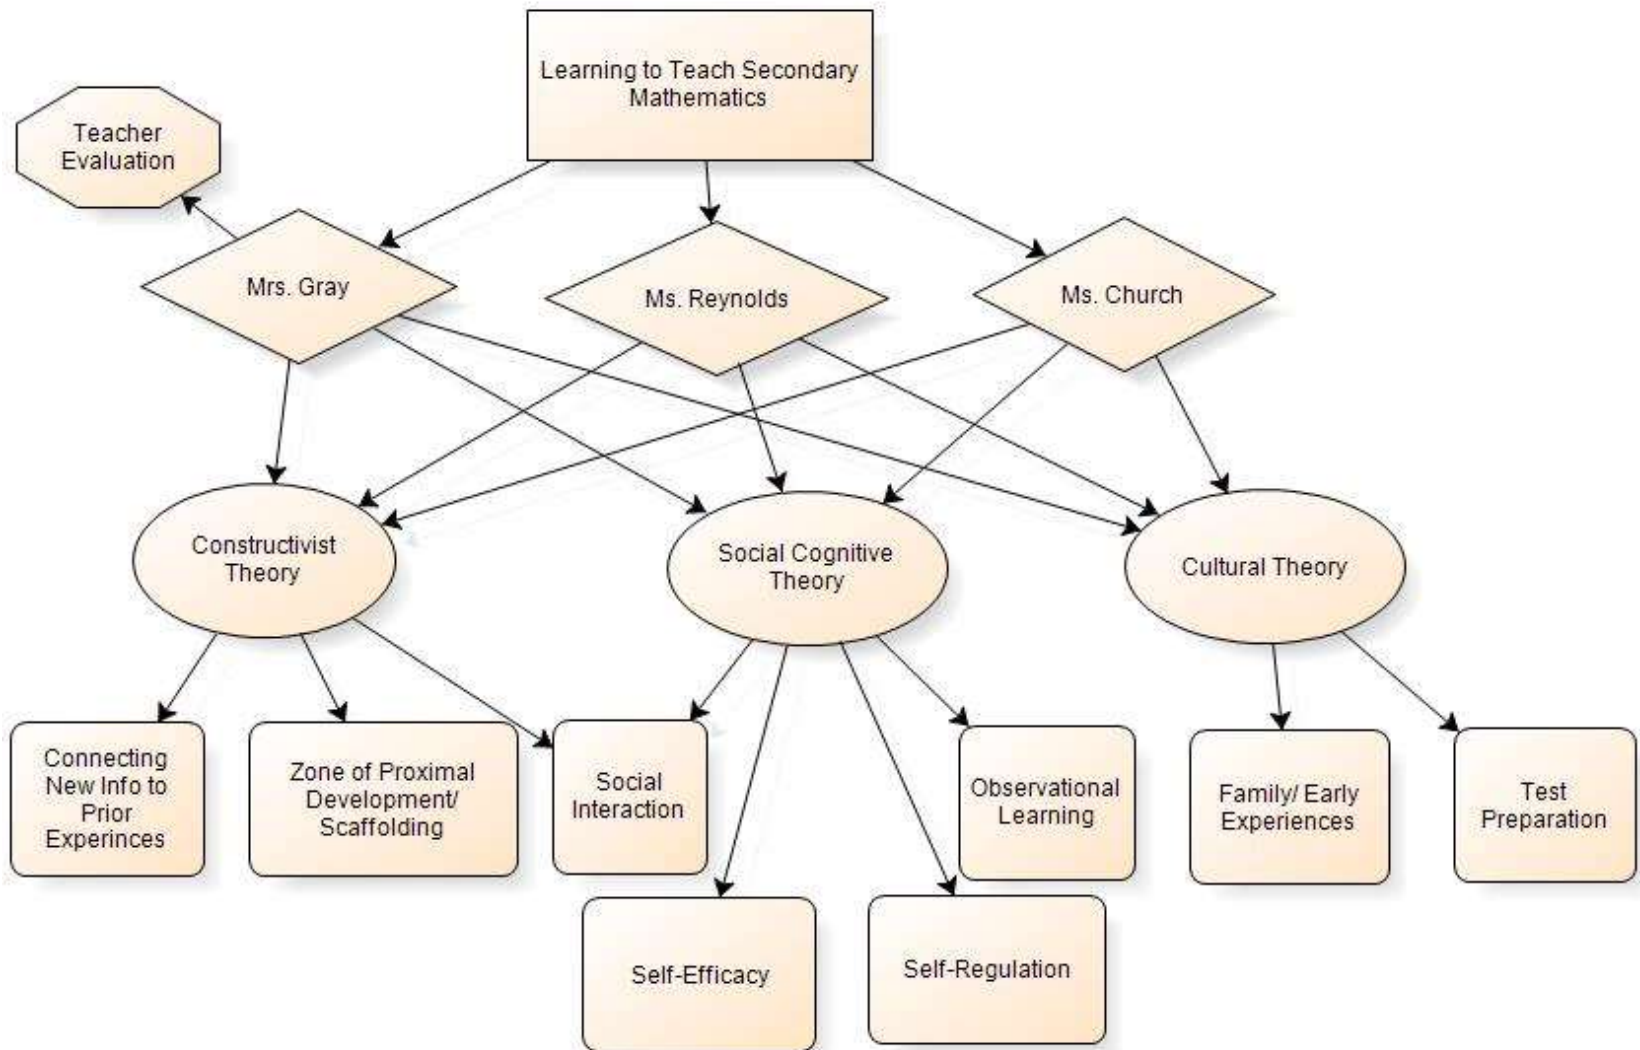 Learning to Teach Secondary
Mathematics
Teacher
Evaluation
Mrs. Gray
Ms. Reynolds
Ms. Church
Constructivist
Theory
Social Cognitive
Theory
Cultural Theory
Connecting
New Info to
Prior
Experinces
Zone of Proximal
Development/
Scaffolding
Social
Interaction
Observational
Learning
Family/ Early
Experiences
Test
Preparation
Self-Efficacy
Self-Regulation